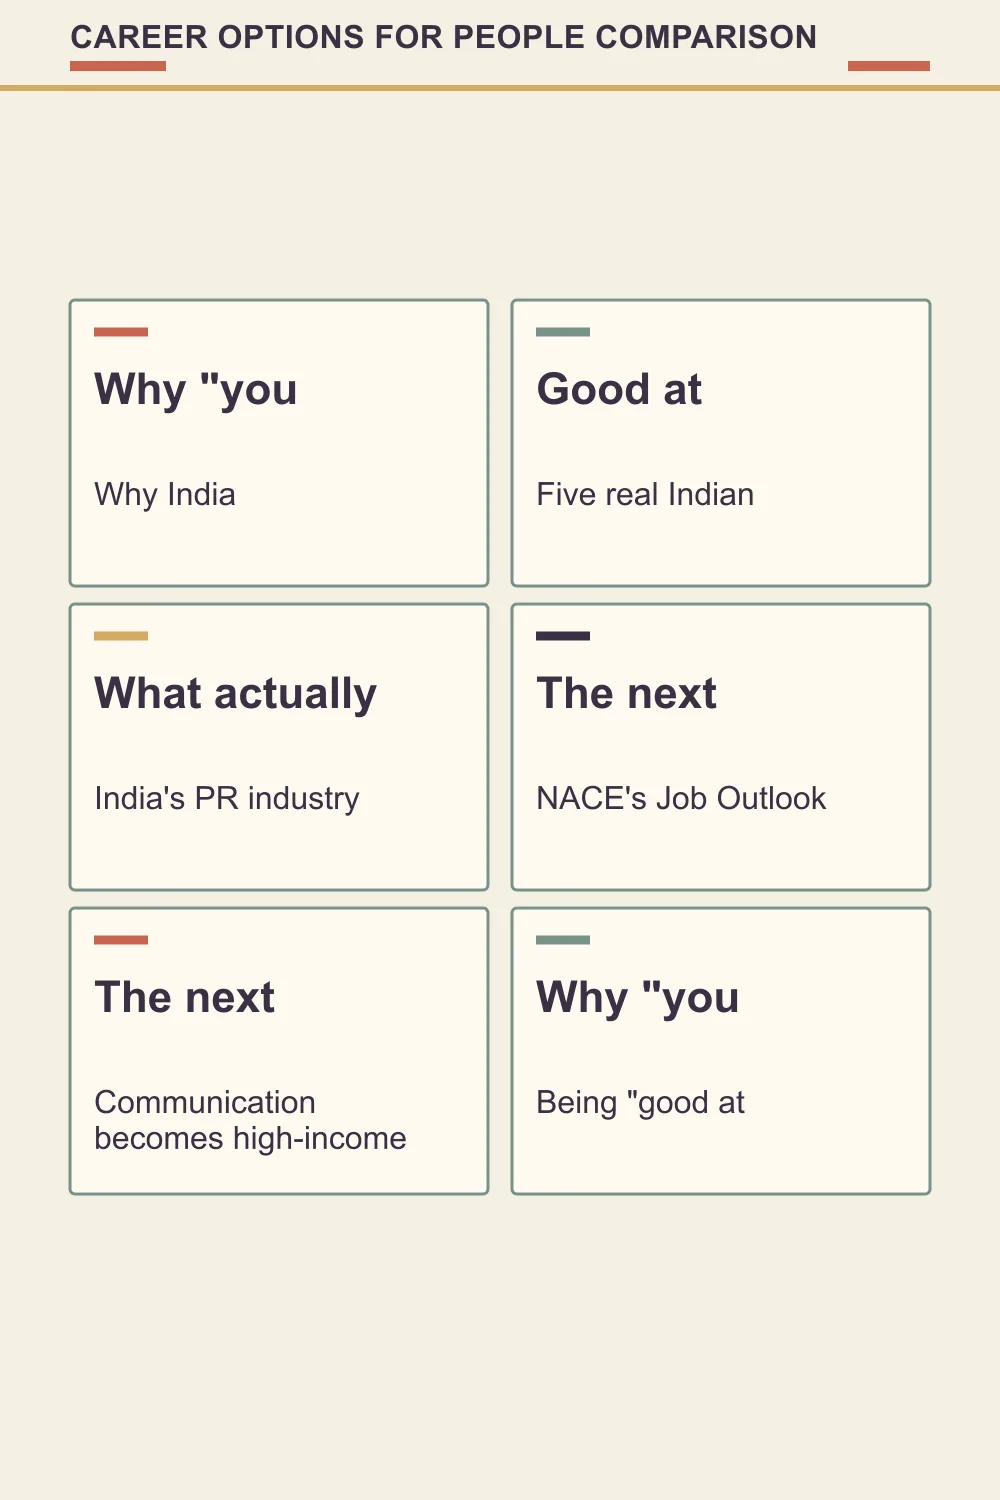 CAREER OPTIONS FOR PEOPLE COMPARISON
Why "you
Why India
Good at
Five real Indian
What actually
India's PR industry
The next
NACE's Job Outlook
The next
Communication
becomes high-income
Why "you
Being "good at